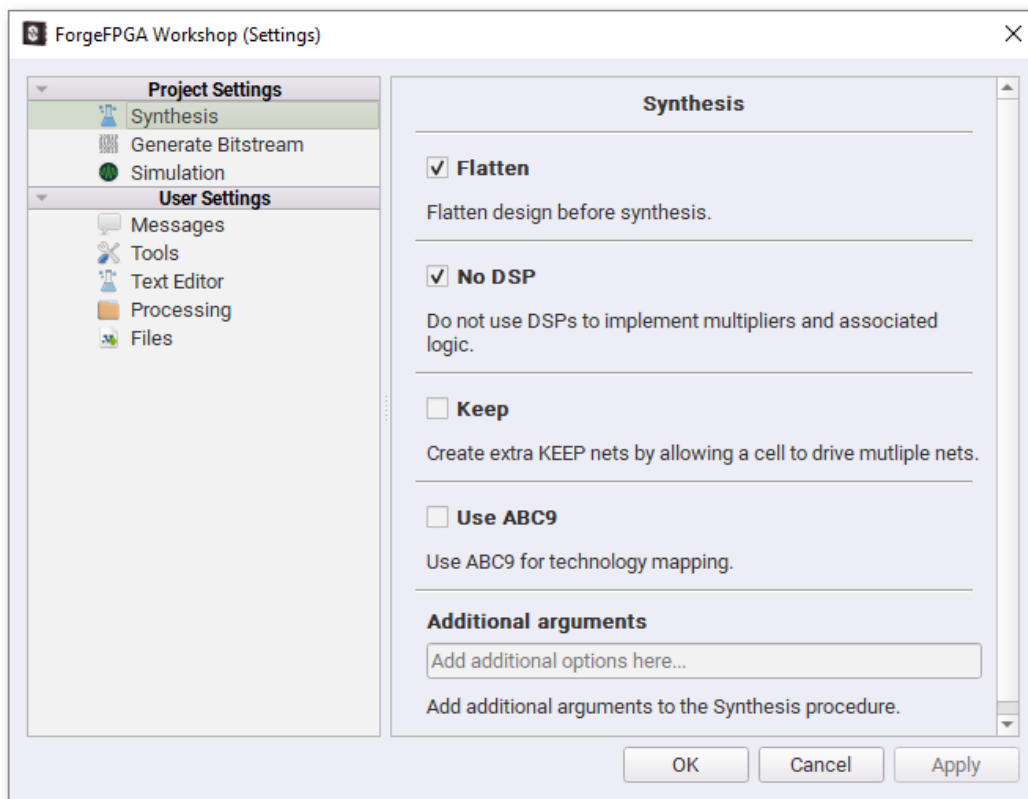 ForgeFPGA Workshop (Settings)
Project Settings
Synthesis
Generate Bitstream
Simulation
User Settings
Messages
Tools
Text Editor
Processing
Files
Synthesis
Flatten
Flatten design before synthesis.
No DSP
Do not use DSPs to implement multipliers and associated
logic.
Keep
Create extra KEEP nets by allowing a cell to drive mutliple nets.
Use ABC9
Use ABC9 for technology mapping.
Additional arguments
Add additional options here...
Add additional arguments to the Synthesis procedure.
OK
Cancel
Apply